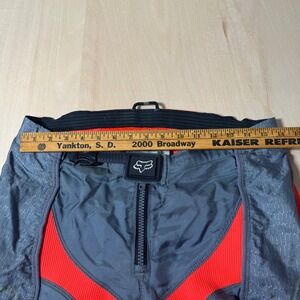 Yankton, S. D. 2000 Broadway KAISER REFR